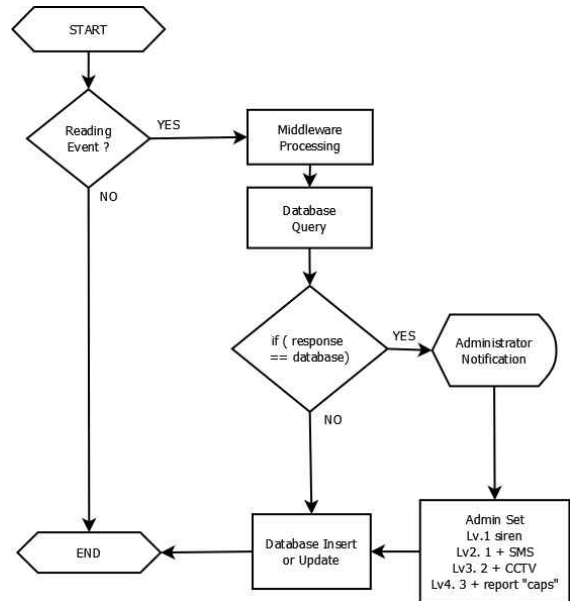 START
Reading
Event ?
YES
NO
Middleware
Processing
Database
Query
if ( response
== database)
YES
NO
Administrator
Notification
Admin Set
Lv.1 siren
Lv2. 1 + SMS
Lv3. 2 + CCTV
Lv4. 3 + report "caps"
Database Insert
or Update
END